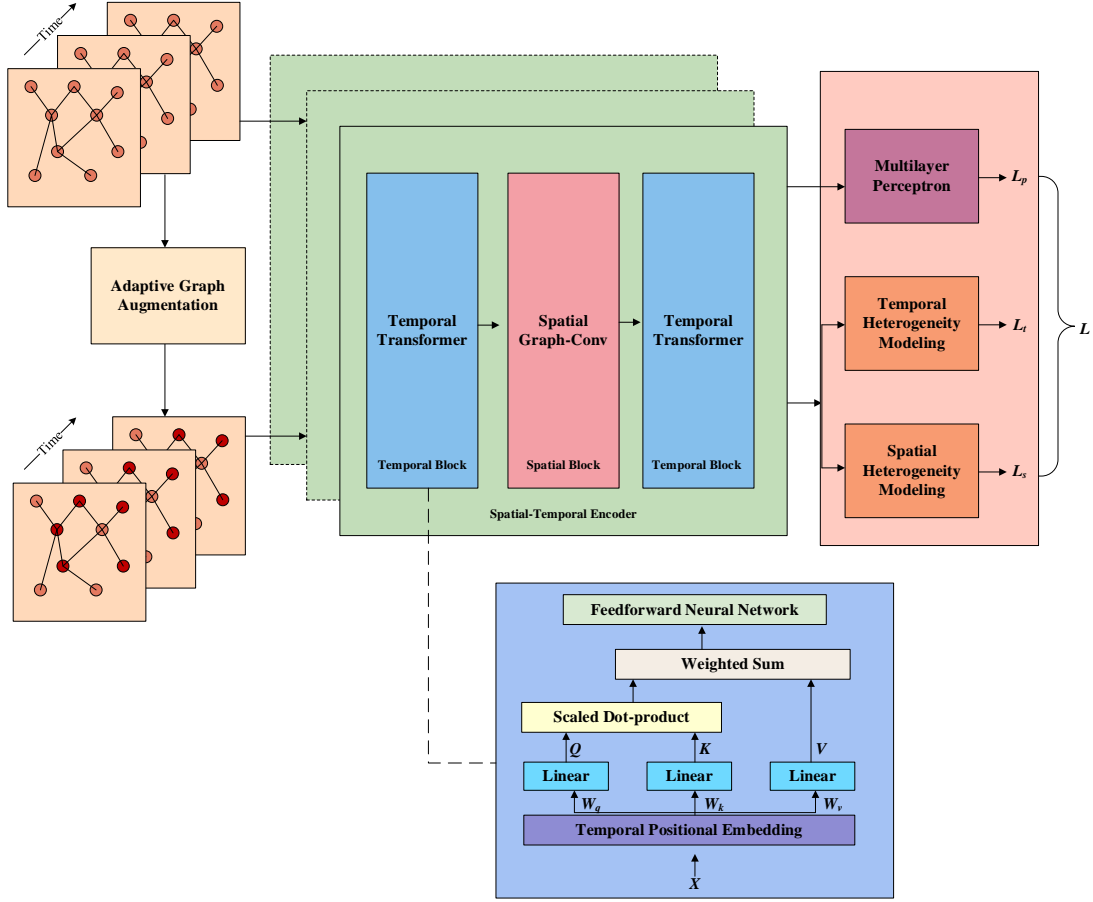 Time
Adaptive Graph
Augmentation
Time
Temporal
Transformer
Temporal Block
Spatial
Graph-Conv
Spatial Block
Temporal
Transformer
Temporal Block
Spatial-Temporal Encoder
Multilayer
Perceptron
Lp
Temporal
Heterogeneity
Modeling
Lt
Spatial
Heterogeneity
Modeling
Ls
L
Feedforward Neural Network
Weighted Sum
Scaled Dot-product
Q K V
Linear Linear Linear
Wq Wk Wv
Temporal Positional Embedding
X